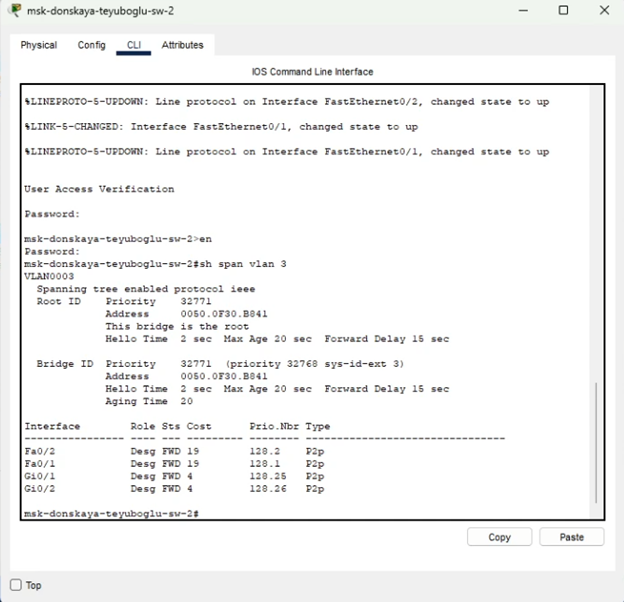 msk-donskaya-teyuboglu-sw-2
Physical Config CLI Attributes
IOS Command Line Interface
%LINEPROTO-5-UPDOWN: Line protocol on Interface FastEthernet0/2, changed state to up
%LINK-5-CHANGED: Interface FastEthernet0/1, changed state to up
%LINEPROTO-5-UPDOWN: Line protocol on Interface FastEthernet0/1, changed state to up
User Access Verification
Password:
msk-donskaya-teyuboglu-sw-2>en
Password:
msk-donskaya-teyuboglu-sw-2#sh span vlan 3
VLAN0003
Spanning tree enabled protocol ieee
Root ID Priority 32771
Address 0050.0F30.B841
This bridge is the root
Hello Time 2 sec Max Age 20 sec Forward Delay 15 sec
Bridge ID Priority 32771 (priority 32768 sys-id-ext 3)
Address 0050.0F30.B841
Hello Time 2 sec Max Age 20 sec Forward Delay 15 sec
Aging Time 20
Interface Role Sts Cost Prio.Nbr Type
---------------- ---- --- --------- -------- --------------------------------
Fa0/2 Desg FWD 19 128.2 P2p
Fa0/1 Desg FWD 19 128.1 P2p
Gi0/1 Desg FWD 4 128.25 P2p
Gi0/2 Desg FWD 4 128.26 P2p
msk-donskaya-teyuboglu-sw-2#
Copy Paste
Top